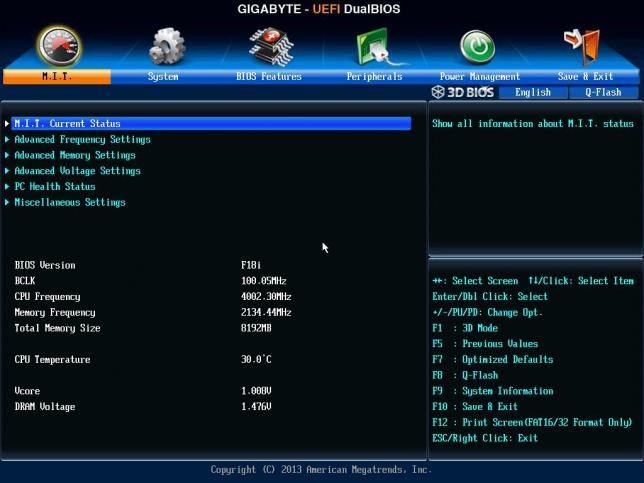 GIGABYTE - UEFI DualBIOS
M.I.T.
System
BIOS Features
Peripherals
Power Management
Save & Exit
3D BIOS
English
Q-Flash
M.I.T. Current Status
Advanced Frequency Settings
Advanced Memory Settings
Advanced Voltage Settings
PC Health Status
Miscellaneous Settings
BIOS Version F18i
BCLK 100.05MHz
CPU Frequency 4002.30MHz
Memory Frequency 2134.44MHz
Total Memory Size 8192MB
CPU Temperature 30.0°C
Vcore 1.008V
DRAM Voltage 1.476V
Show all information about M.I.T. status
→←: Select Screen ↑↓/Click: Select Item
Enter/Dbl Click: Select
+/-/PU/PD: Change Opt.
F1 : 3D Mode
F5 : Previous Values
F7 : Optimized Defaults
F8 : Q-Flash
F9 : System Information
F10 : Save & Exit
F12 : Print Screen(FAT16/32 Format Only)
ESC/Right Click: Exit
Copyright (C) 2013 American Megatrends, Inc.